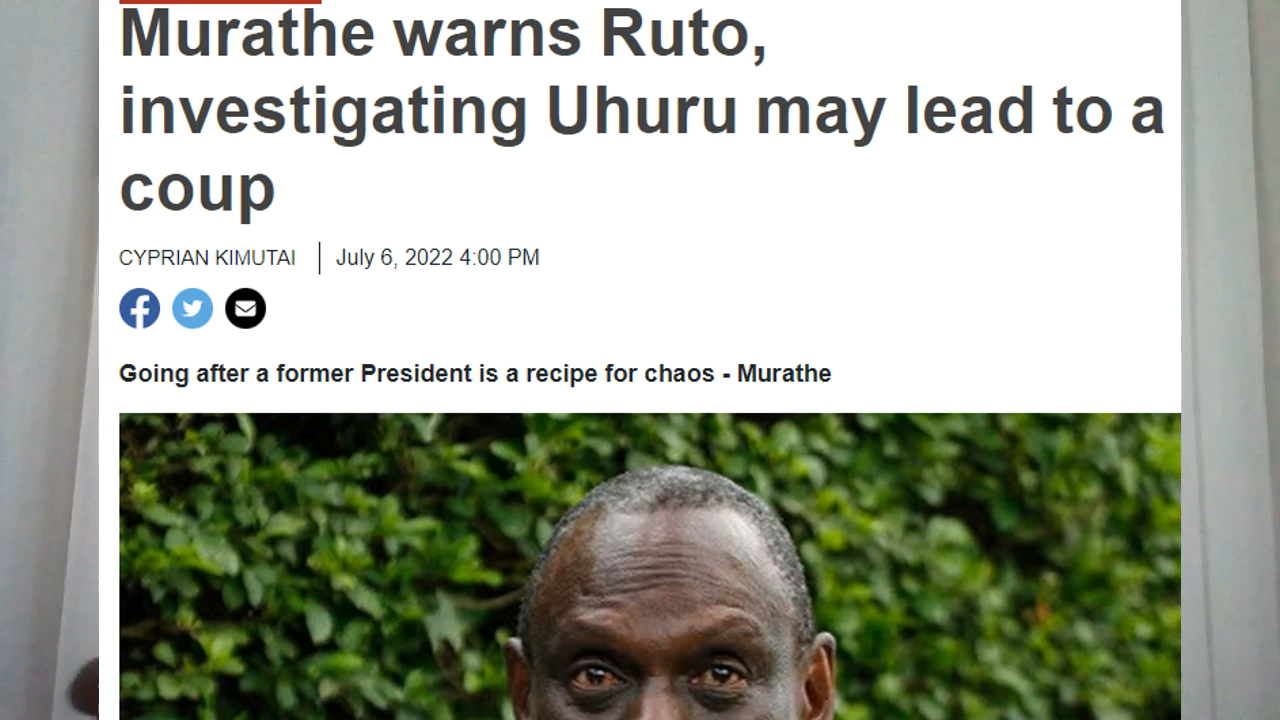 Murathe warns Ruto,
investigating Uhuru may lead to a
coup
CYPRIAN KIMUTAI | July 6, 2022 4:00 PM
Going after a former President is a recipe for chaos - Murathe